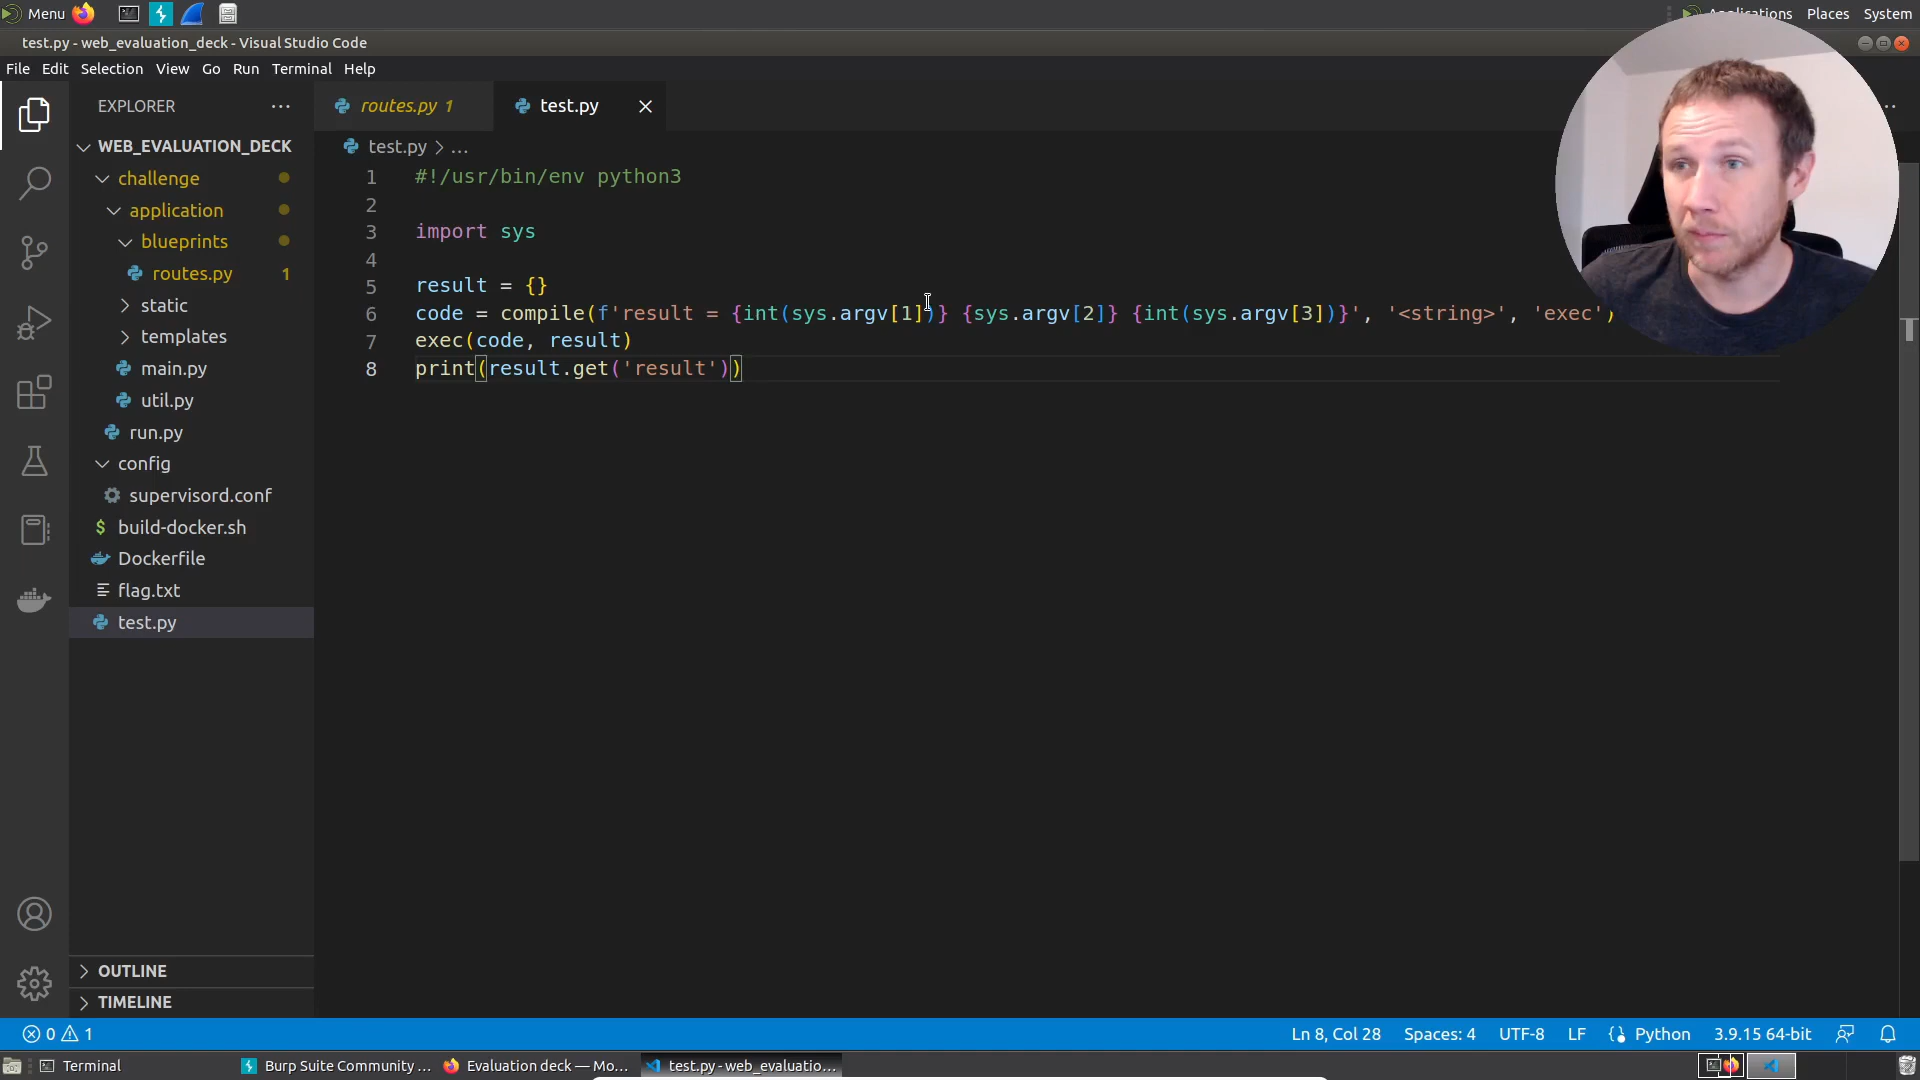 Menu
Applications Places System
test.py - web_evaluation_deck - Visual Studio Code
File Edit Selection View Go Run Terminal Help
EXPLORER
routes.py 1
test.py
WEB_EVALUATION_DECK
test.py > ...
challenge
application
blueprints
routes.py 1
static
templates
main.py
util.py
run.py
config
supervisord.conf
build-docker.sh
Dockerfile
flag.txt
test.py
1 #!/usr/bin/env python3
2
3 import sys
4
5 result = {}
6 code = compile(f'result = {int(sys.argv[1])} {sys.argv[2]} {int(sys.argv[3])}', '<string>', 'exec')
7 exec(code, result)
8 print(result.get('result'))
OUTLINE
TIMELINE
0 1
Ln 8, Col 28 Spaces: 4 UTF-8 LF Python 3.9.15 64-bit
Terminal
Burp Suite Community ...
Evaluation deck — Mo...
test.py - web_evaluatio...